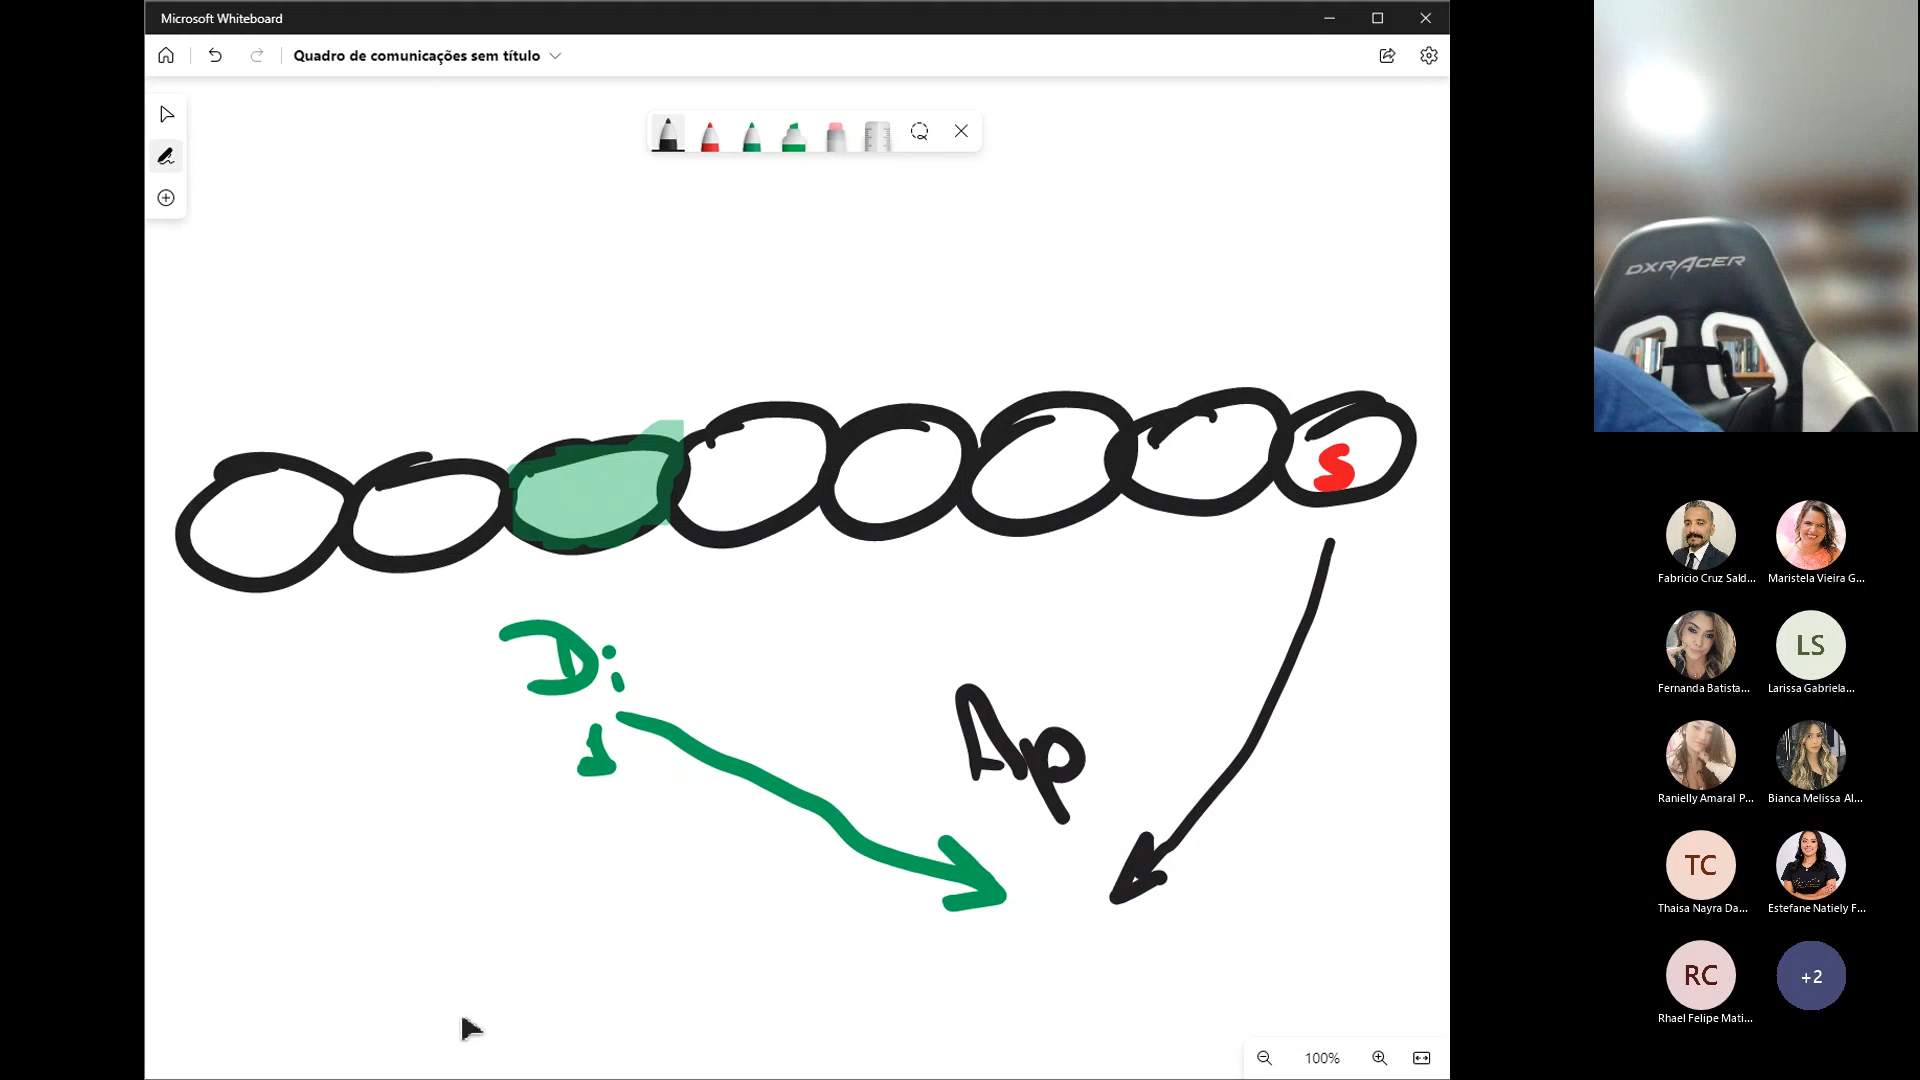 Microsoft Whiteboard
Quadro de comunicações sem título
DXRACER
S
Di
1
Ap
Fabricio Cruz Sald...
Maristela Vieira G...
LS
Fernanda Batista...
Larissa Gabriela...
Ranielly Amaral P...
Bianca Melissa Al...
TC
Thaisa Nayra Da...
Estefane Natiely F...
RC
+2
Rhael Felipe Mati...
100%